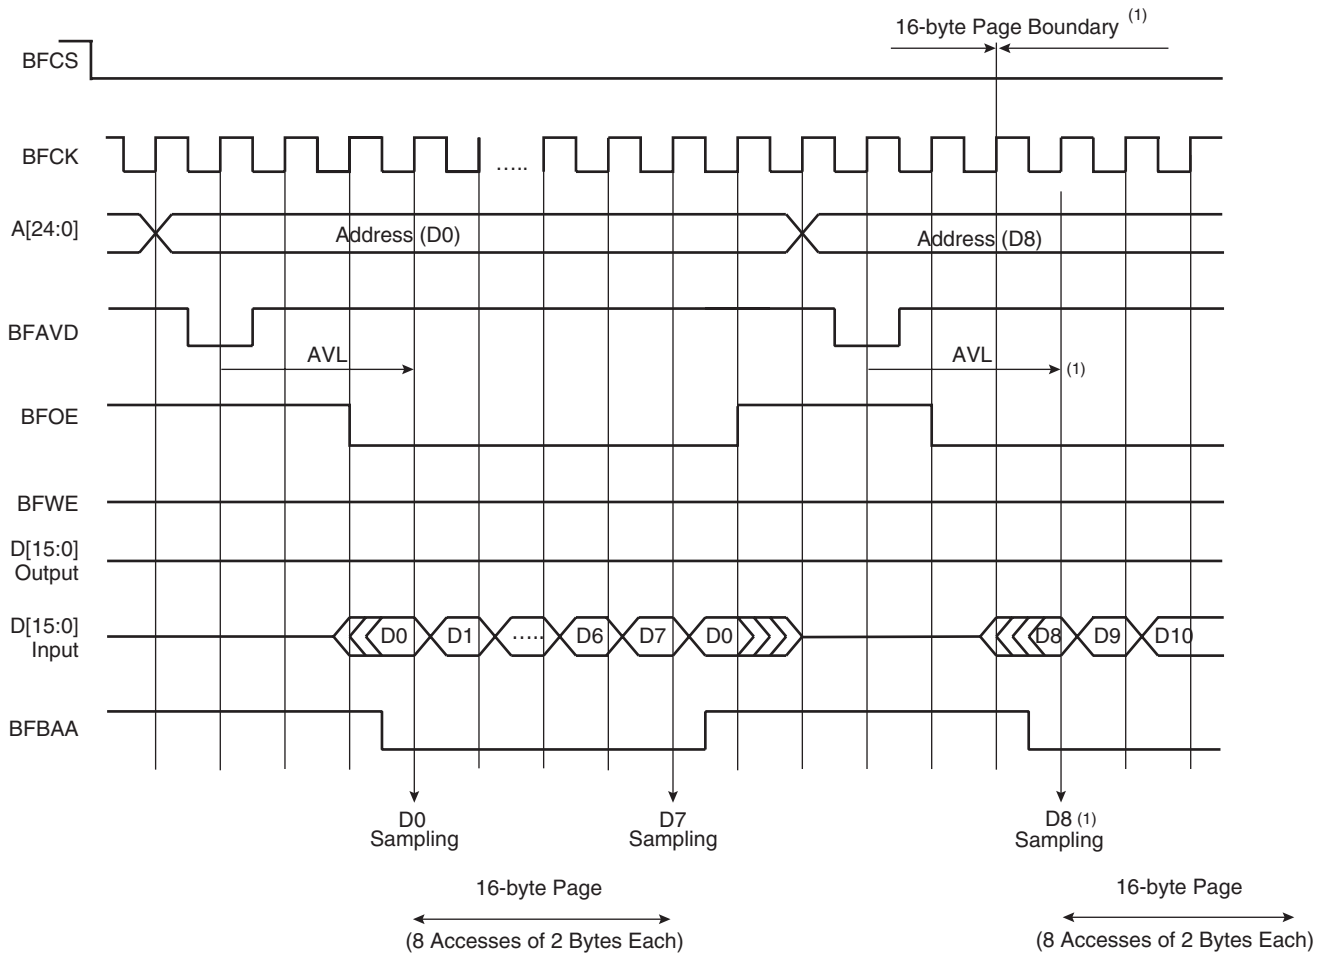 16-byte Page Boundary (1)
BFCS
BFCK
.....
A[24:0]
Address (D0)
Address (D8)
BFAVD
AVL
AVL
(1)
BFOE
BFWE
D[15:0]
Output
D[15:0]
Input
D0
D1
.....
D6
D7
D0
D8
D9
D10
BFBAA
D0
Sampling
D7
Sampling
D8 (1)
Sampling
16-byte Page
(8 Accesses of 2 Bytes Each)
16-byte Page
(8 Accesses of 2 Bytes Each)